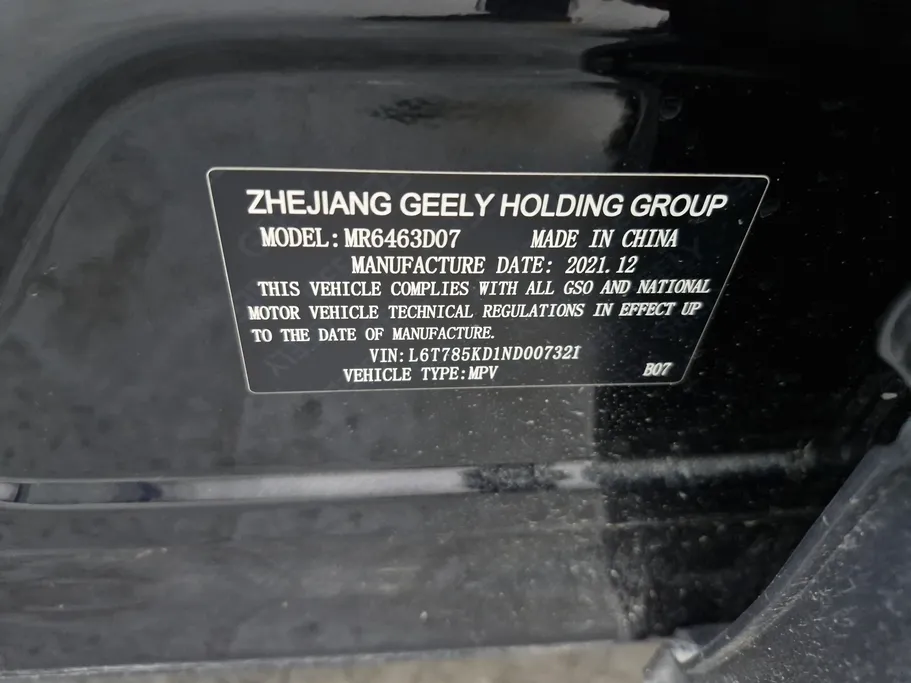 ZHEJIANG GEELY HOLDING GROUP
MODEL: MR6463D07 MADE IN CHINA
MANUFACTURE DATE: 2021.12
THIS VEHICLE COMPLIES WITH ALL GSO AND NATIONAL
MOTOR VEHICLE TECHNICAL REGULATIONS IN EFFECT UP
TO THE DATE OF MANUFACTURE.
VIN: L6T785KD1ND007321
VEHICLE TYPE: MPV B07